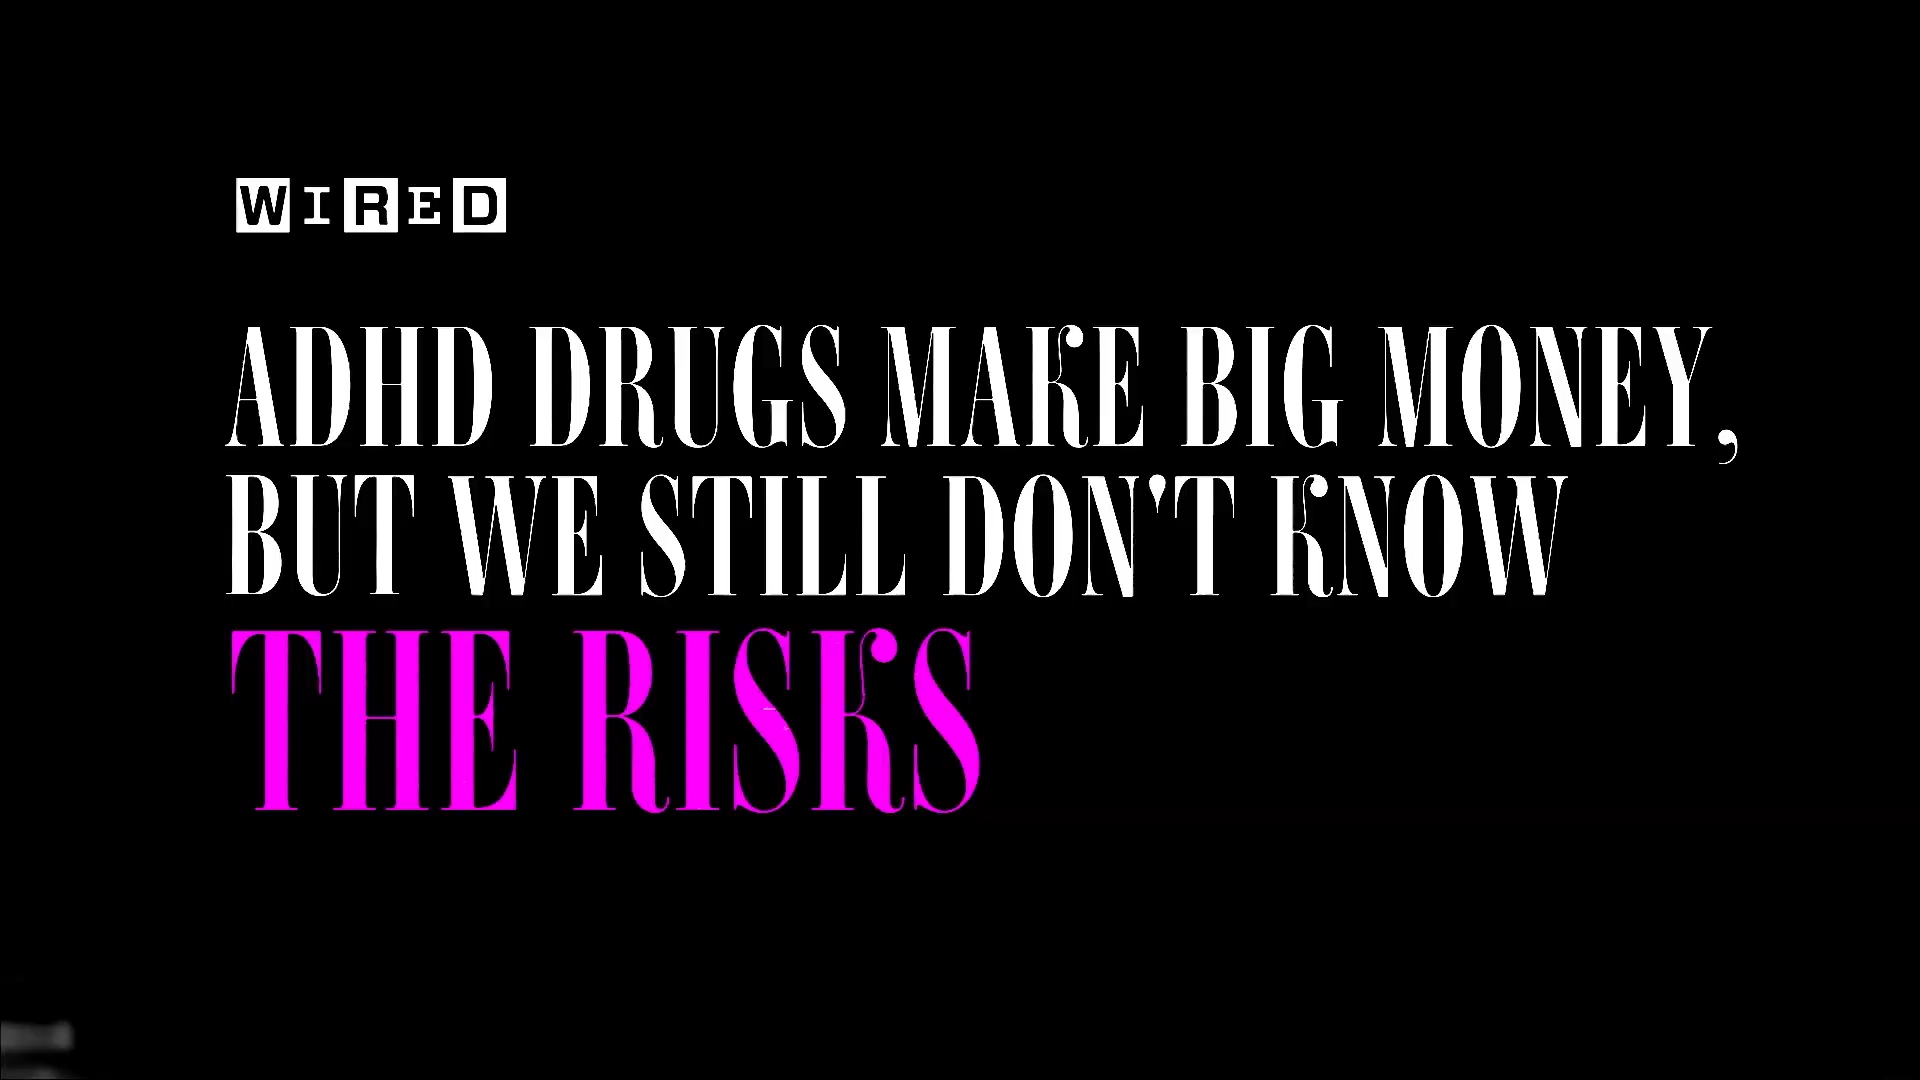 WIRED
ADHD DRUGS MAKE BIG MONEY,
BUT WE STILL DON'T KNOW
THE RISKS